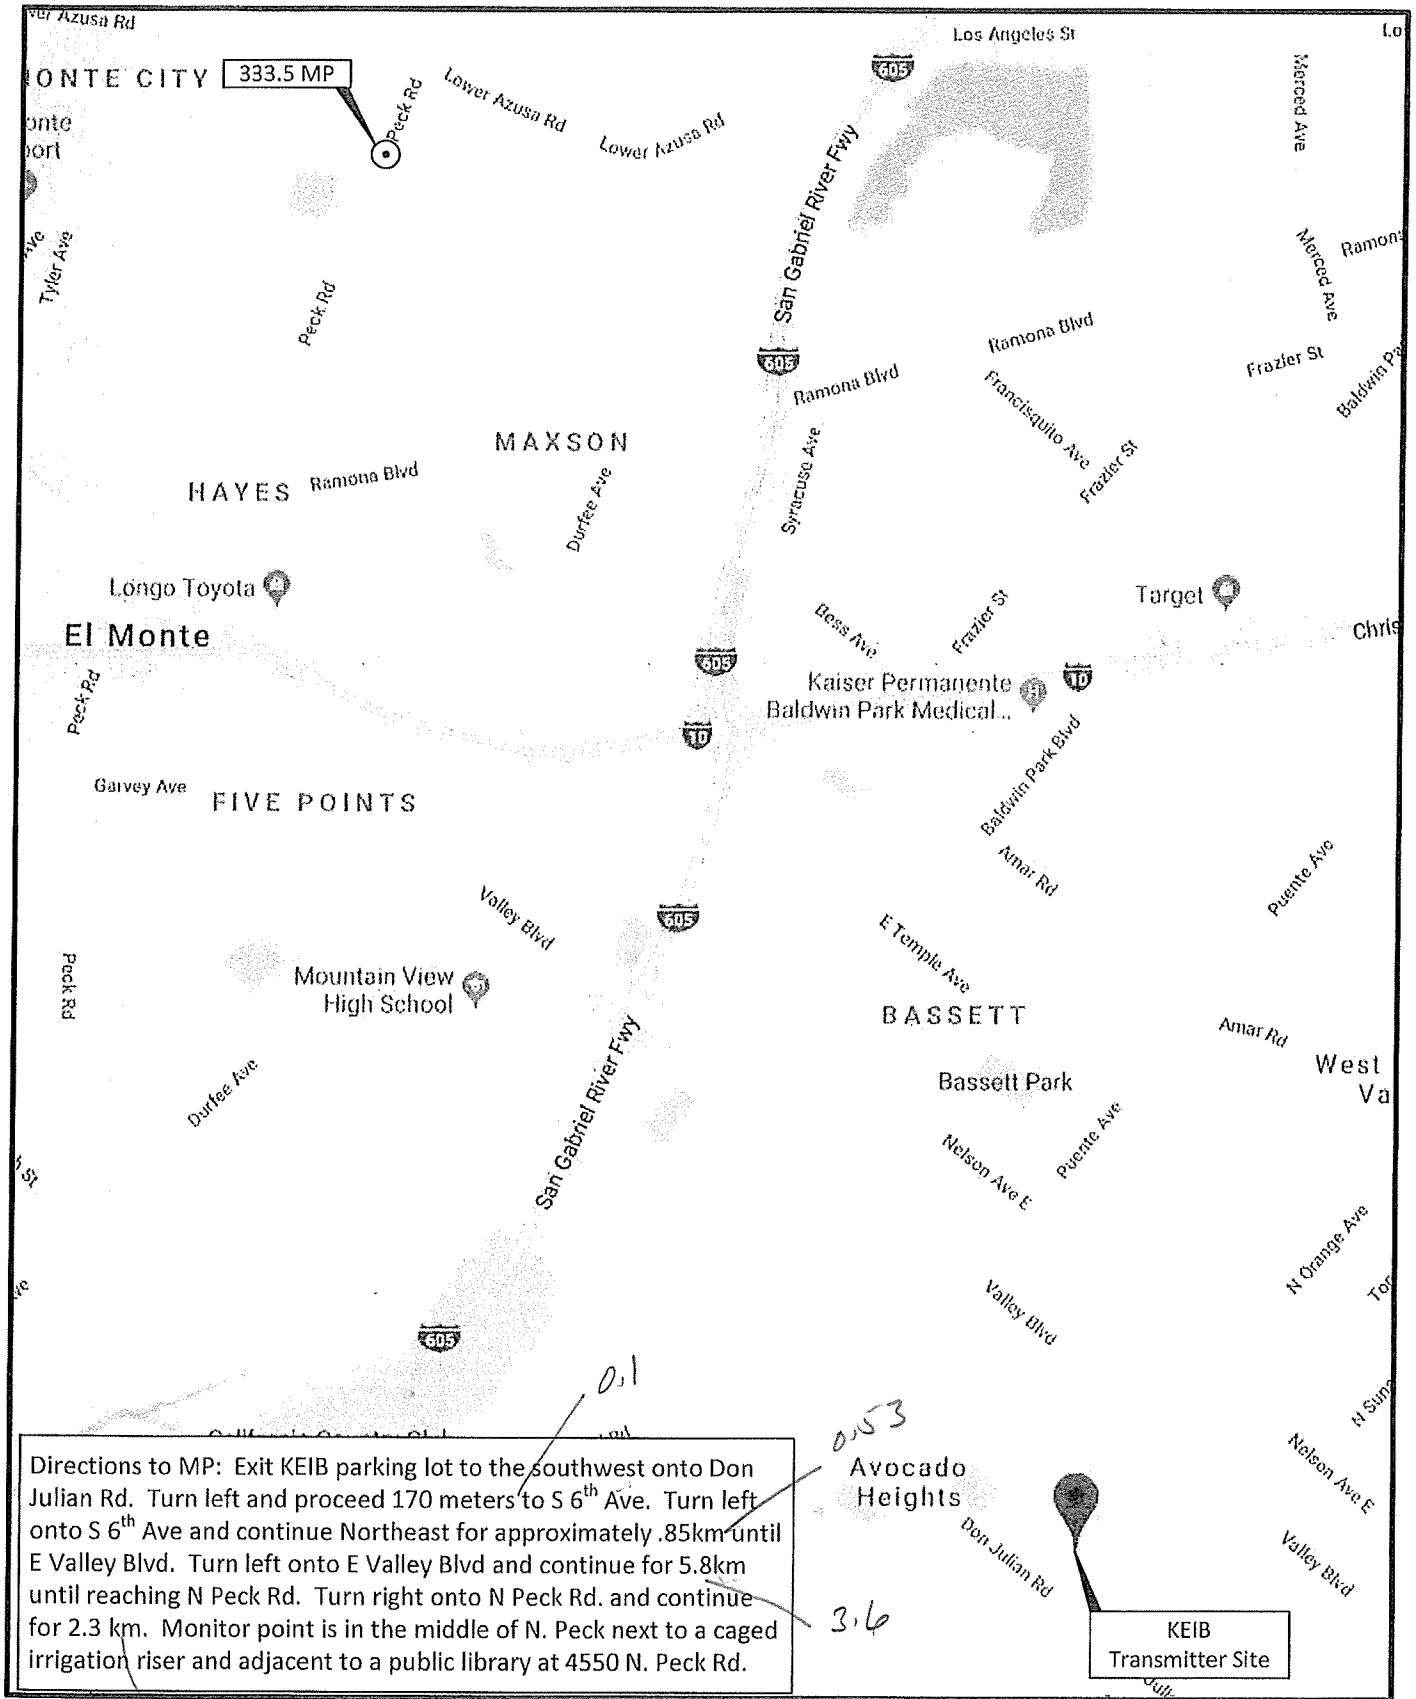 ver Azusa Rd
Los Angeles St
Lo
MONTE CITY
333.5 MP
Peck Rd
Lower Azusa Rd
Lower Azusa Rd
605
Merced Ave
onte
port
San Gabriel River Fwy
Tyler Ave
Peck Rd
Merced Ave
Ramona
605
Ramona Blvd
Ramona Blvd
Frazier St
Baldwin Pa
Francisquito Ave
Frazier St
MAXSON
HAYES
Ramona Blvd
Durfee Ave
Syracuse Ave
Longo Toyota
Target
El Monte
Bess Ave
Frazier St
Chris
605
Kaiser Permanente
Baldwin Park Medical...
10
Peck Rd
10
Baldwin Park Blvd
Garvey Ave
FIVE POINTS
Amar Rd
Puente Ave
Valley Blvd
605
E Temple Ave
Peck Rd
Mountain View
High School
BASSETT
Amar Rd
San Gabriel River Fwy
West
Va
Bassett Park
Durfee Ave
Puente Ave
Nelson Ave E
h St
ve
N Orange Ave
Tor
Valley Blvd
605
0.1
0.53
N Sun
Nelson Ave E
Avocado
Heights
Don Julian Rd
Valley Blvd
Directions to MP: Exit KEIB parking lot to the southwest onto Don
Julian Rd. Turn left and proceed 170 meters to S 6th Ave. Turn left
onto S 6th Ave and continue Northeast for approximately .85km until
E Valley Blvd. Turn left onto E Valley Blvd and continue for 5.8km
until reaching N Peck Rd. Turn right onto N Peck Rd. and continue
for 2.3 km. Monitor point is in the middle of N. Peck next to a caged
irrigation riser and adjacent to a public library at 4550 N. Peck Rd.
3.6
KEIB
Transmitter Site